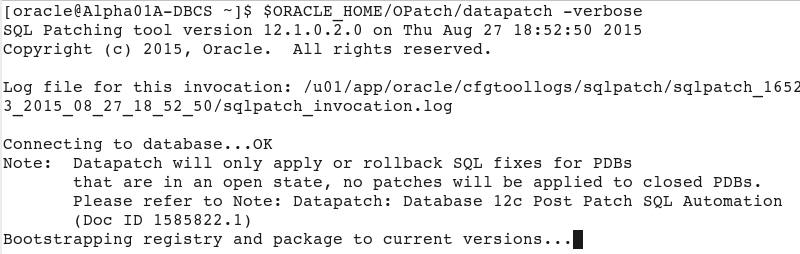 [oracle@Alpha01A-DBCS ~]$ $ORACLE_HOME/OPatch/datapatch -verbose
SQL Patching tool version 12.1.0.2.0 on Thu Aug 27 18:52:50 2015
Copyright (c) 2015, Oracle.  All rights reserved.

Log file for this invocation: /u01/app/oracle/cfgtoollogs/sqlpatch/sqlpatch_1652
3_2015_08_27_18_52_50/sqlpatch_invocation.log

Connecting to database...OK
Note:  Datapatch will only apply or rollback SQL fixes for PDBs
       that are in an open state, no patches will be applied to closed PDBs.
       Please refer to Note: Datapatch: Database 12c Post Patch SQL Automation
       (Doc ID 1585822.1)
Bootstrapping registry and package to current versions...